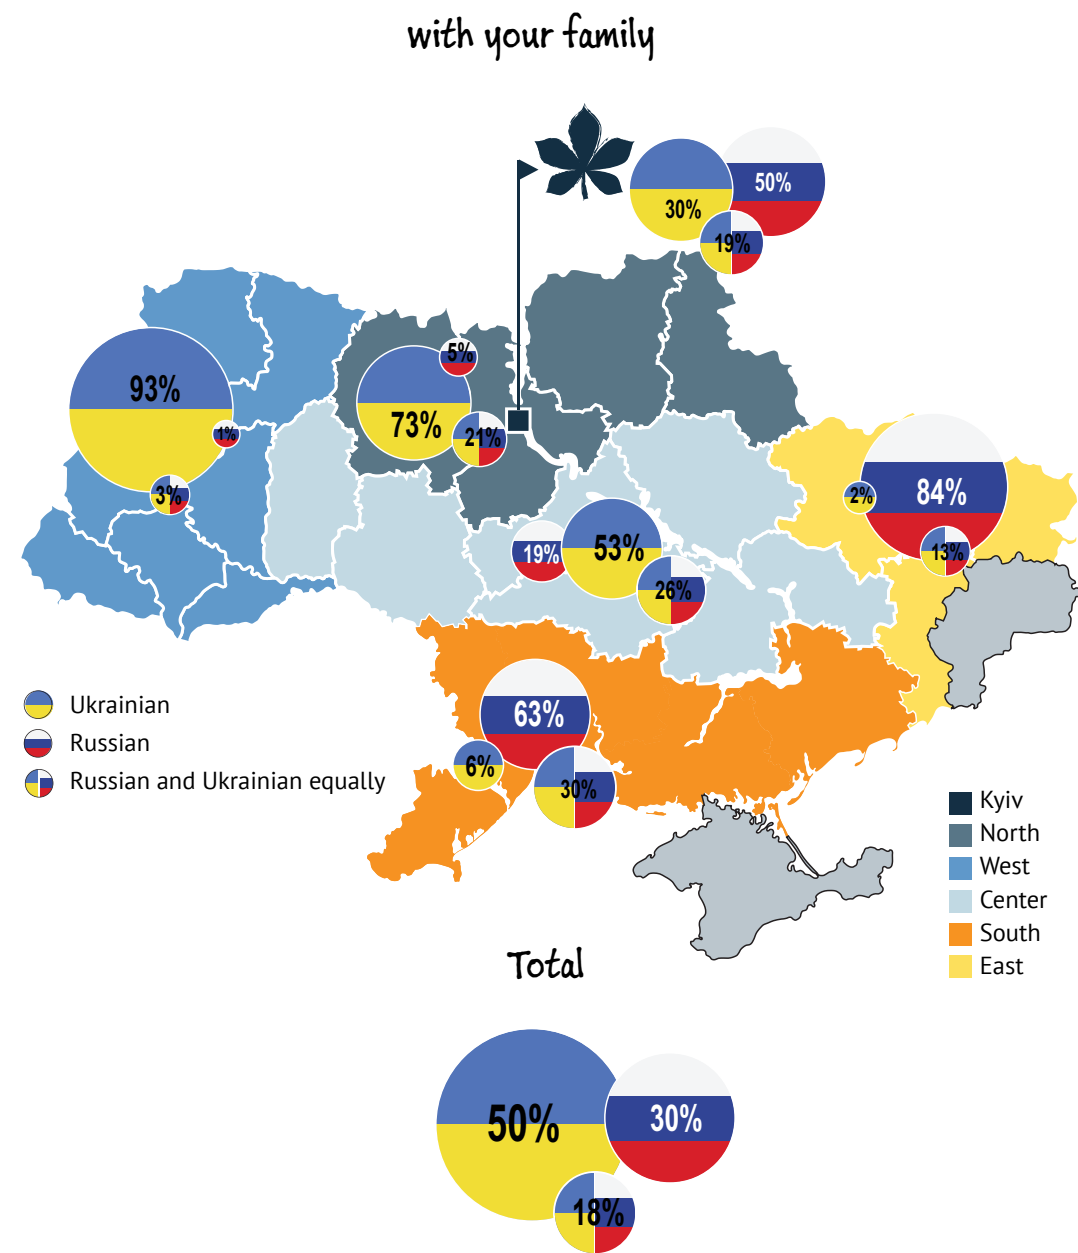 with your family
50%
30%
19%
5%
93%
73%
1%
21%
3%
84%
2%
13%
19%
53%
26%
63%
6%
30%
Ukrainian
Russian
Russian and Ukrainian equally
Kyiv
North
West
Center
South
East
Total
50%
30%
18%